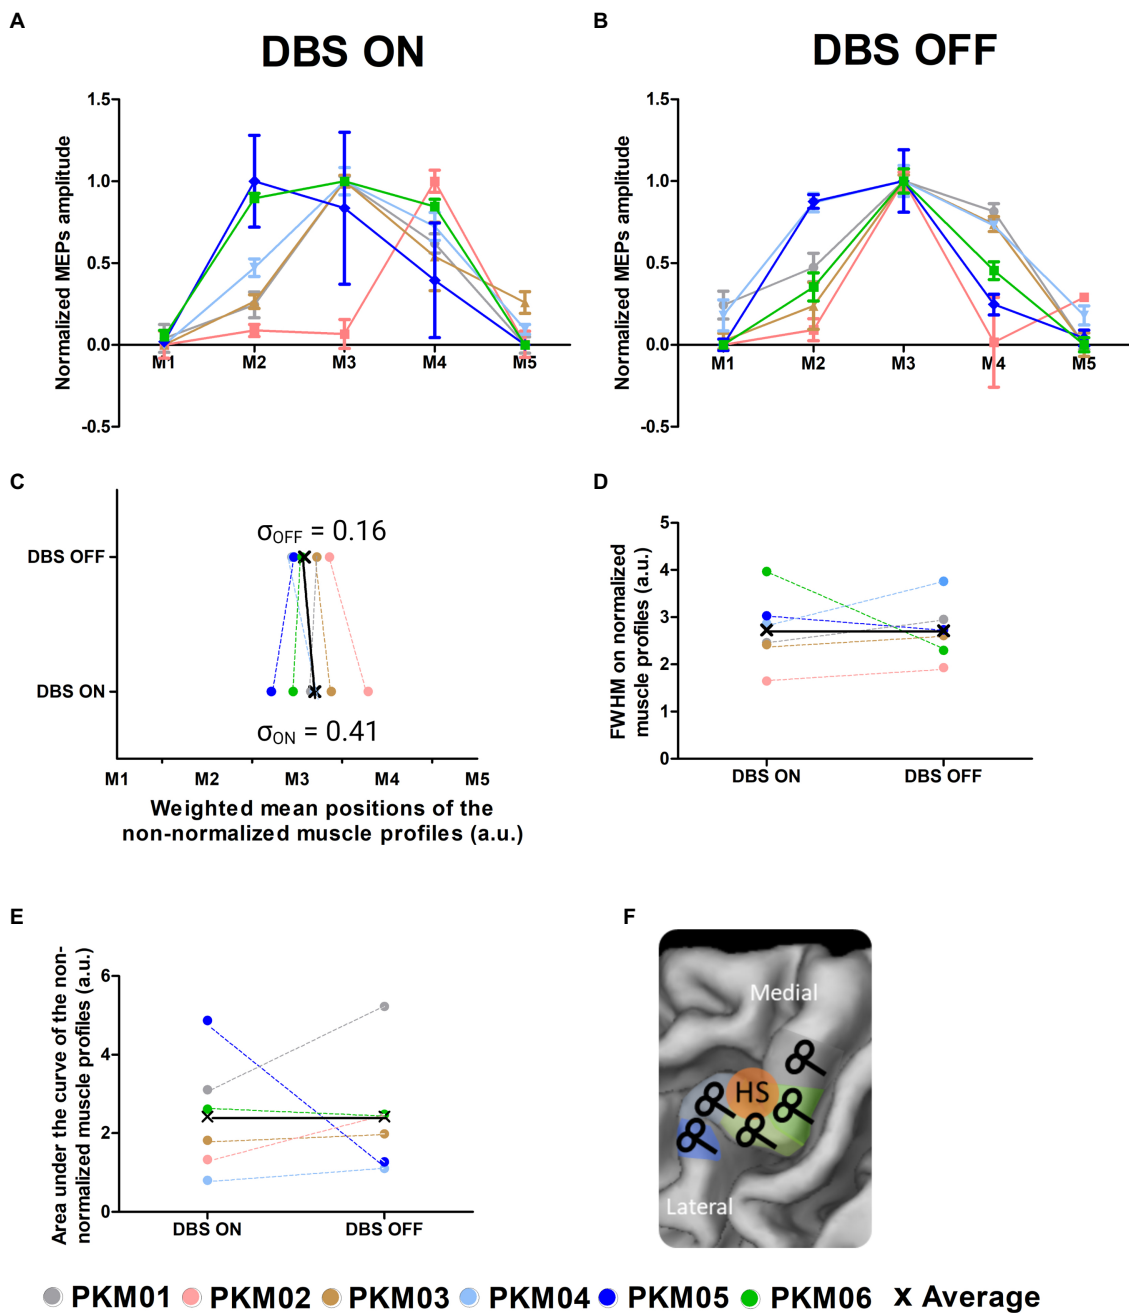 A
DBS ON
Normalized MEPs amplitude
1.5
1.0
0.5
0.0
-0.5
M1 M2 M3 M4 M5
B
DBS OFF
Normalized MEPs amplitude
1.5
1.0
0.5
0.0
-0.5
M1 M2 M3 M4 M5
C
σOFF = 0.16
DBS OFF
DBS ON
σON = 0.41
M1 M2 M3 M4 M5
Weighted mean positions of the
non-normalized muscle profiles (a.u.)
D
FWHM on normalized
muscle profiles (a.u.)
5
4
3
2
1
0
DBS ON DBS OFF
E
Area under the curve of the non-
normalized muscle profiles (a.u.)
6
4
2
0
DBS ON DBS OFF
F
Medial
HS
Lateral
PKM01 PKM02 PKM03 PKM04 PKM05 PKM06 x Average